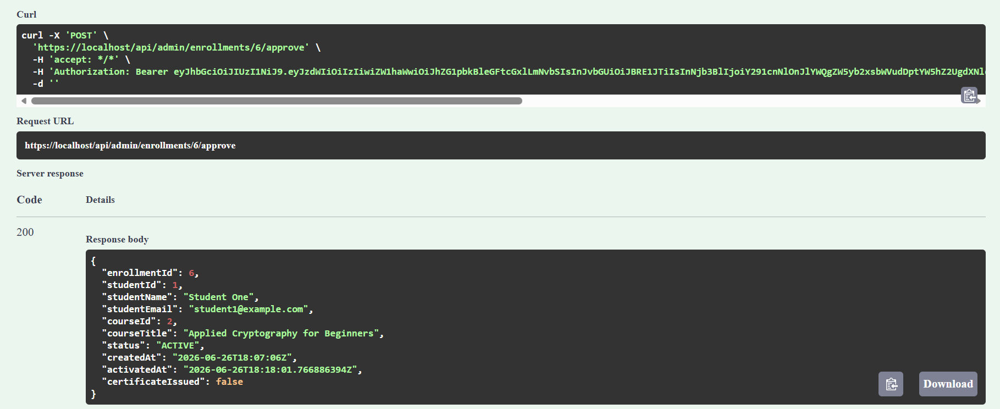 Curl
curl -X 'POST' \
  'https://localhost/api/admin/enrollments/6/approve' \
  -H 'accept: */*' \
  -H 'Authorization: Bearer eyJhbGciOiJIUzI1NiJ9.eyJzdWIiOiIzIiwiZW1haWwiOiJhZG1pbkBleGFtcGxlLmNvbSIsInJvbGUiOiJBRE1JTiIsInNjb3BlIjoiY291cnNlOnJlYWQgZW5yb2xsbWVudDptYW5hZ2UgdXNl
  -d ''
Request URL
https://localhost/api/admin/enrollments/6/approve
Server response
Code Details
200
Response body
{
  "enrollmentId": 6,
  "studentId": 1,
  "studentName": "Student One",
  "studentEmail": "student1@example.com",
  "courseId": 2,
  "courseTitle": "Applied Cryptography for Beginners",
  "status": "ACTIVE",
  "createdAt": "2026-06-26T18:07:06Z",
  "activatedAt": "2026-06-26T18:18:01.766886394Z",
  "certificateIssued": false
}
Download